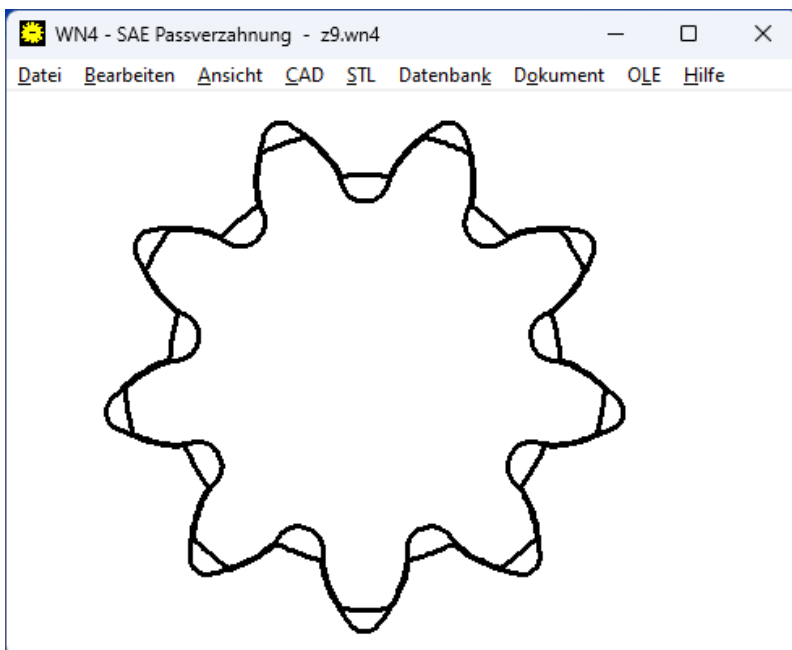 WN4 - SAE Passverzahnung - z9.wn4
Datei Bearbeiten Ansicht CAD STL Datenbank Dokument OLE Hilfe